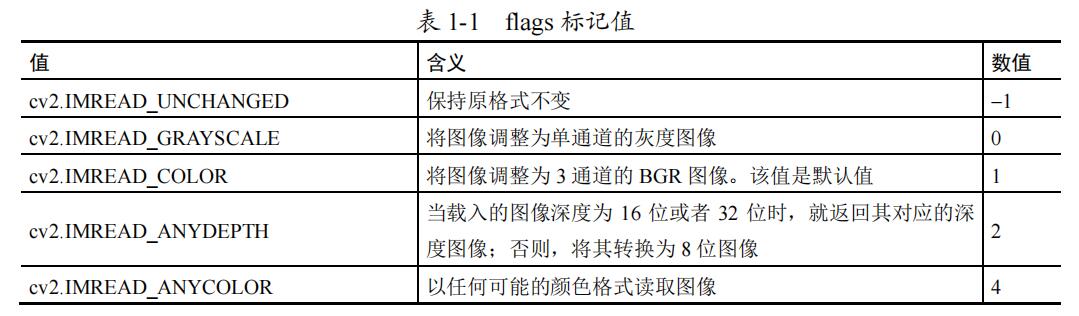 表 1-1 flags 标记值
值 含义 数值
cv2.IMREAD_UNCHANGED 保持原格式不变 −1
cv2.IMREAD_GRAYSCALE 将图像调整为单通道的灰度图像 0
cv2.IMREAD_COLOR 将图像调整为 3 通道的 BGR 图像。该值是默认值 1
当载入的图像深度为 16 位或者 32 位时，就返回其对应的深
cv2.IMREAD_ANYDEPTH 2
度图像；否则，将其转换为 8 位图像
cv2.IMREAD_ANYCOLOR 以任何可能的颜色格式读取图像 4